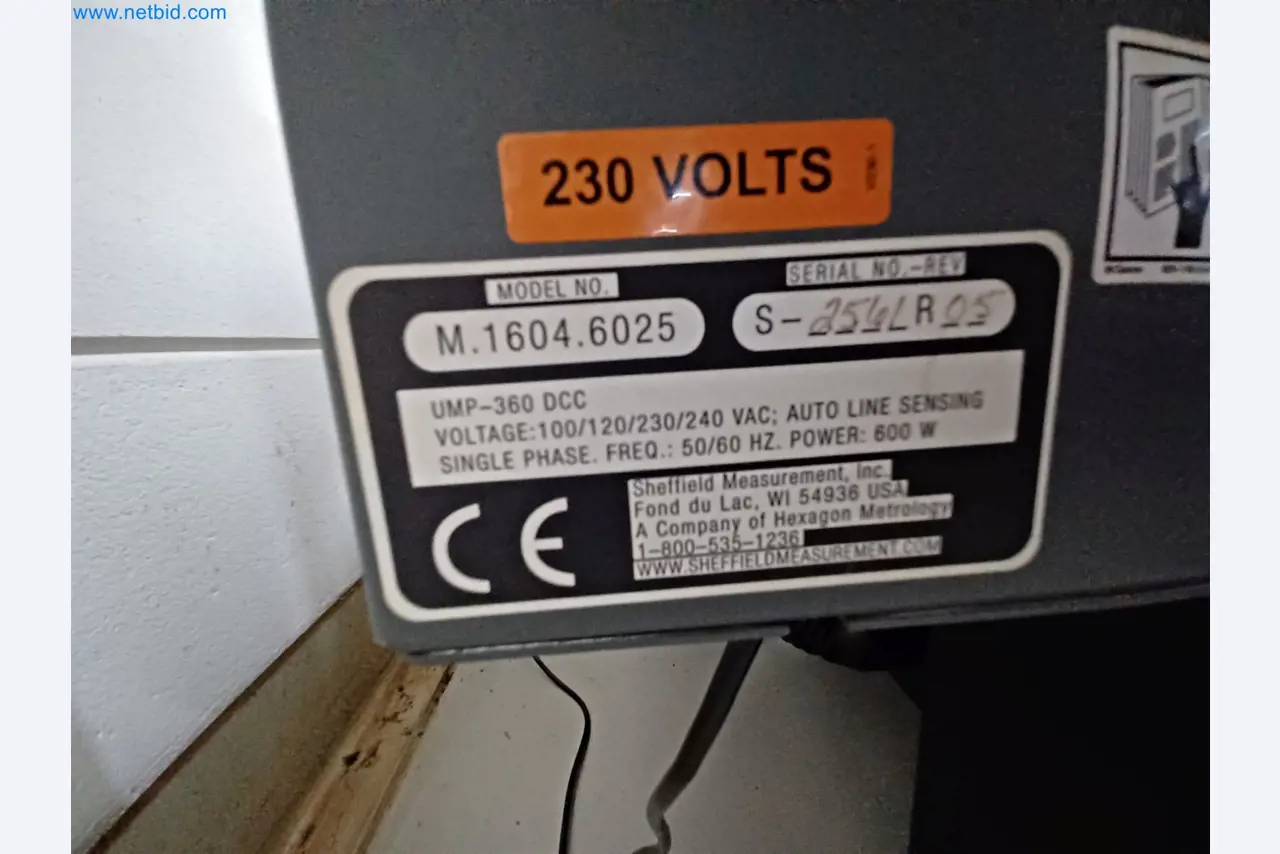 www.netbid.com
230 VOLTS
MODEL NO.
SERIAL NO.-REV
M.1604.6025
S- R 05
UMP-360 DCC
VOLTAGE:100/120/230/240 VAC; AUTO LINE SENSING
SINGLE PHASE. FREQ.: 50/60 HZ. POWER: 600 W
CE
Sheffield Measurement, Inc.
Fond du Lac, WI 54936 USA
A Company of Hexagon Metrology
1-800-535-1236
WWW.SHEFFIELDMEASUREMENT.COM